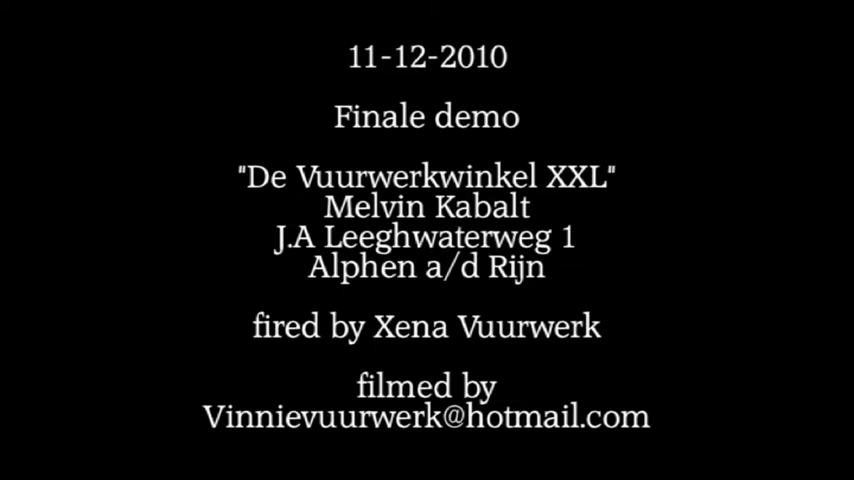 11-12-2010
Finale demo
"De Vuurwerkwinkel XXL"
Melvin Kabalt
J.A Leeghwaterweg 1
Alphen a/d Rijn
fired by Xena Vuurwerk
filmed by
Vinnievuurwerk@hotmail.com